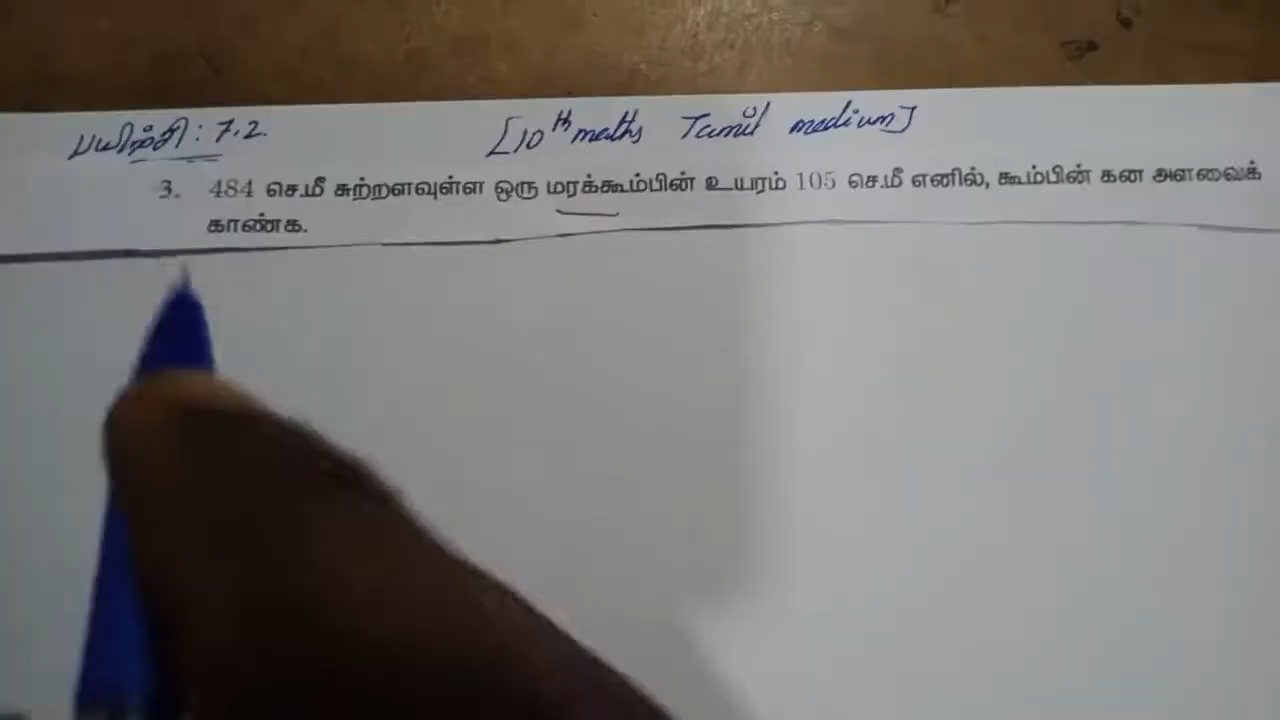 பயிற்சி : 7.2. [10th maths Tamil medium]
3. 484 செ.மீ சுற்றளவுள்ள ஒரு மரக்கூம்பின் உயரம் 105 செ.மீ எனில், கூம்பின் கன அளவைக்
காண்க.